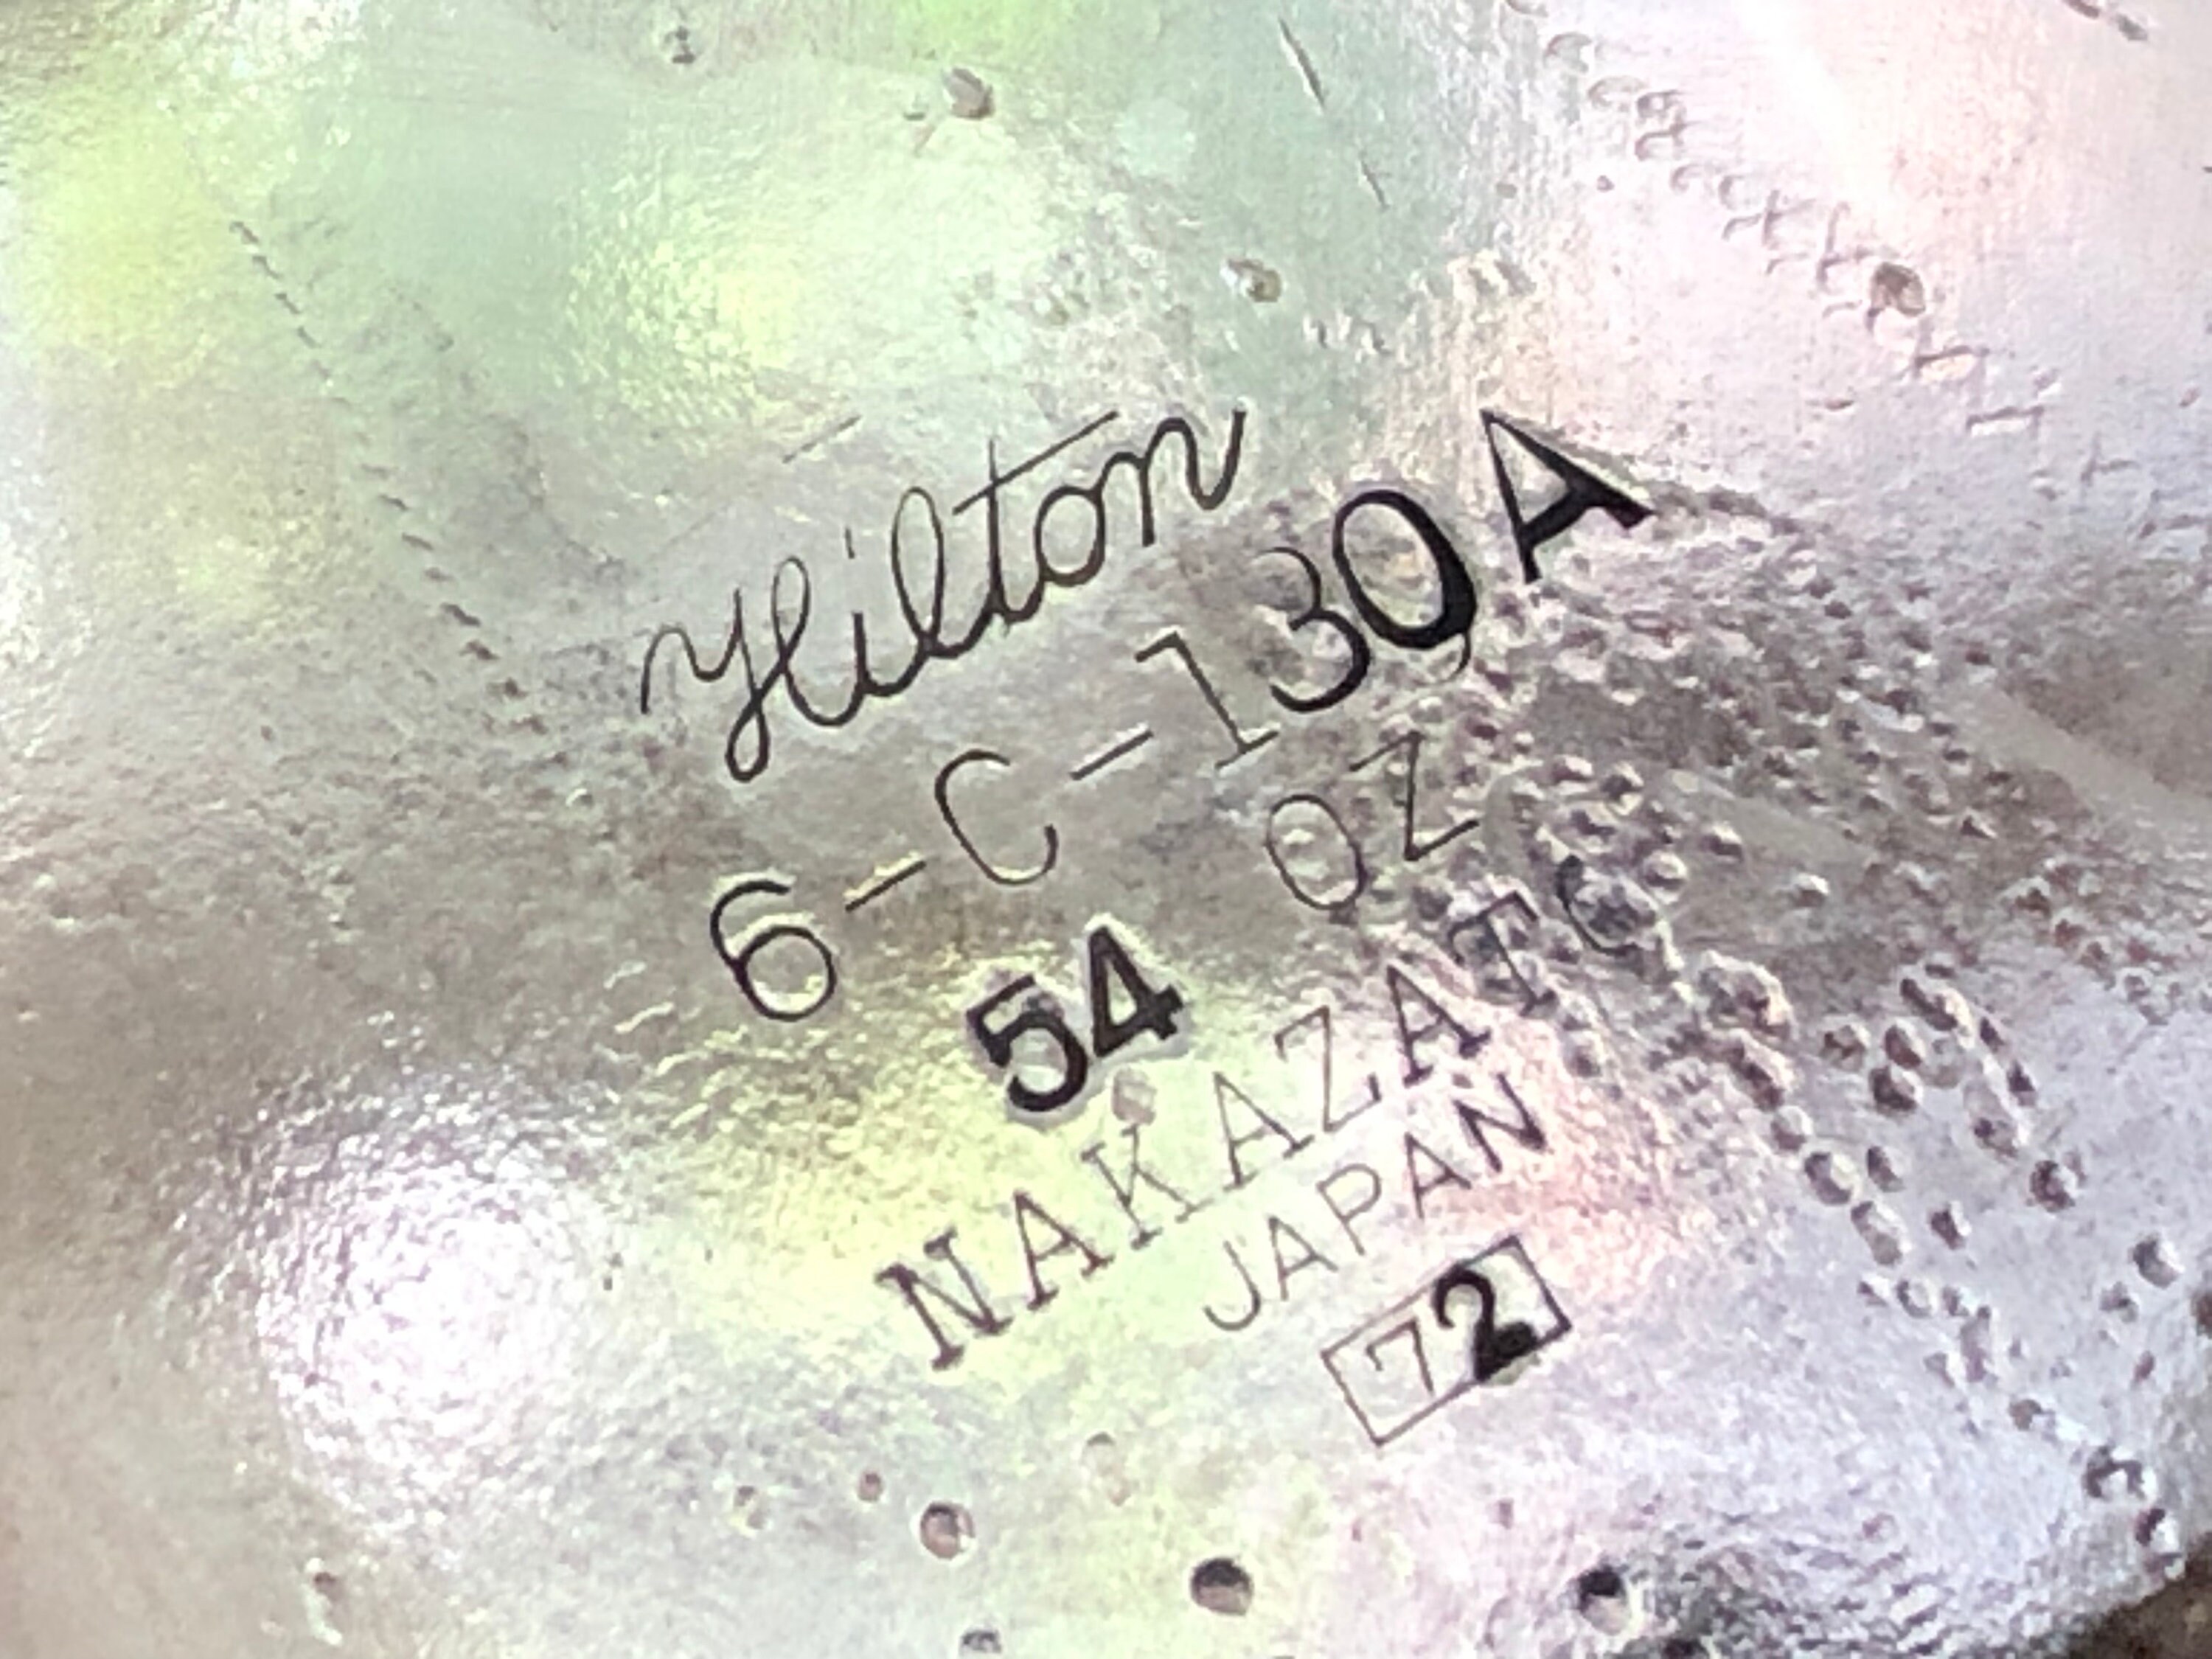 Hilton
6-C-130A
54 OZ
NAKAZATO
JAPAN
72